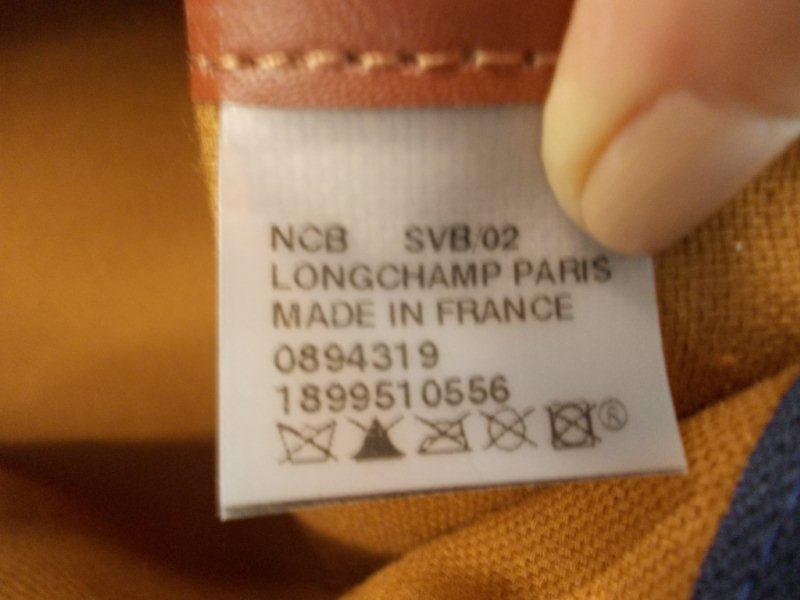 NCB SVB/02
LONGCHAMP PARIS
MADE IN FRANCE
0894319
1899510556
®